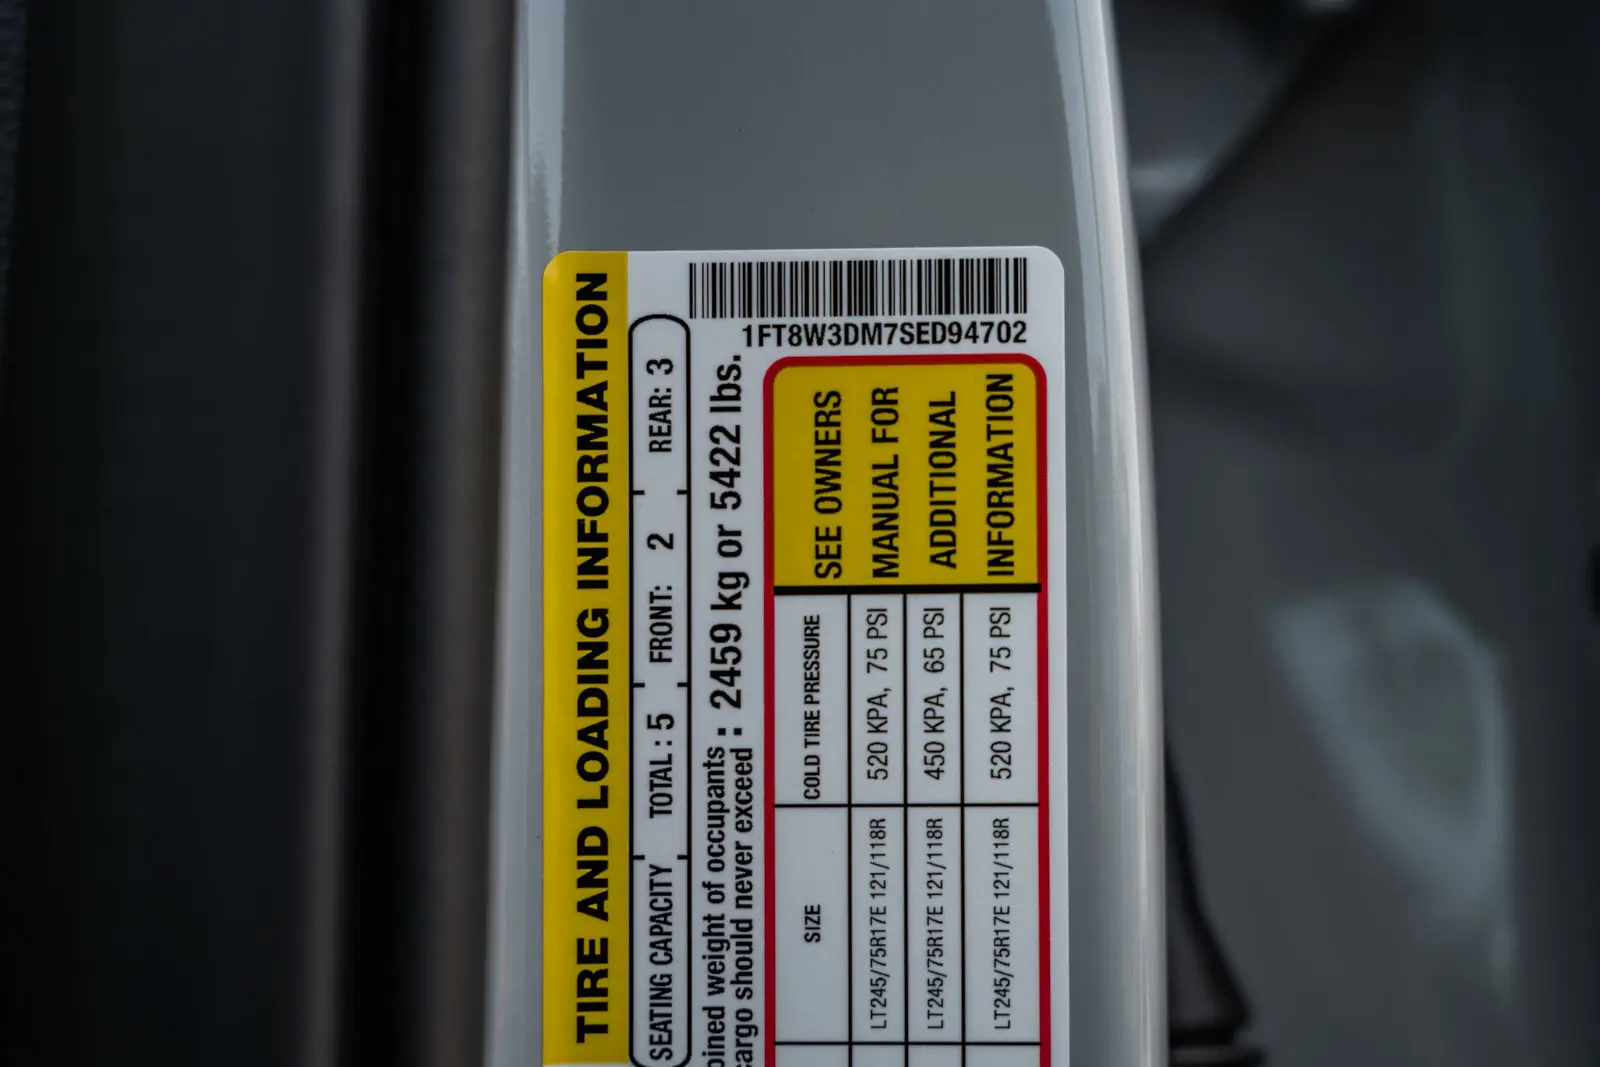 TIRE AND LOADING INFORMATION
SEATING CAPACITY TOTAL : 5 FRONT: 2 REAR: 3
weight of occupants
cargo should never exceed : 2459 kg or 5422 lbs.
1FT8W3DM7SED94702
SIZE COLD TIRE PRESSURE
LT245/75R17E 121/118R 520 KPA, 75 PSI
LT245/75R17E 121/118R 450 KPA, 65 PSI
LT245/75R17E 121/118R 520 KPA, 75 PSI
SEE OWNERS
MANUAL FOR
ADDITIONAL
INFORMATION